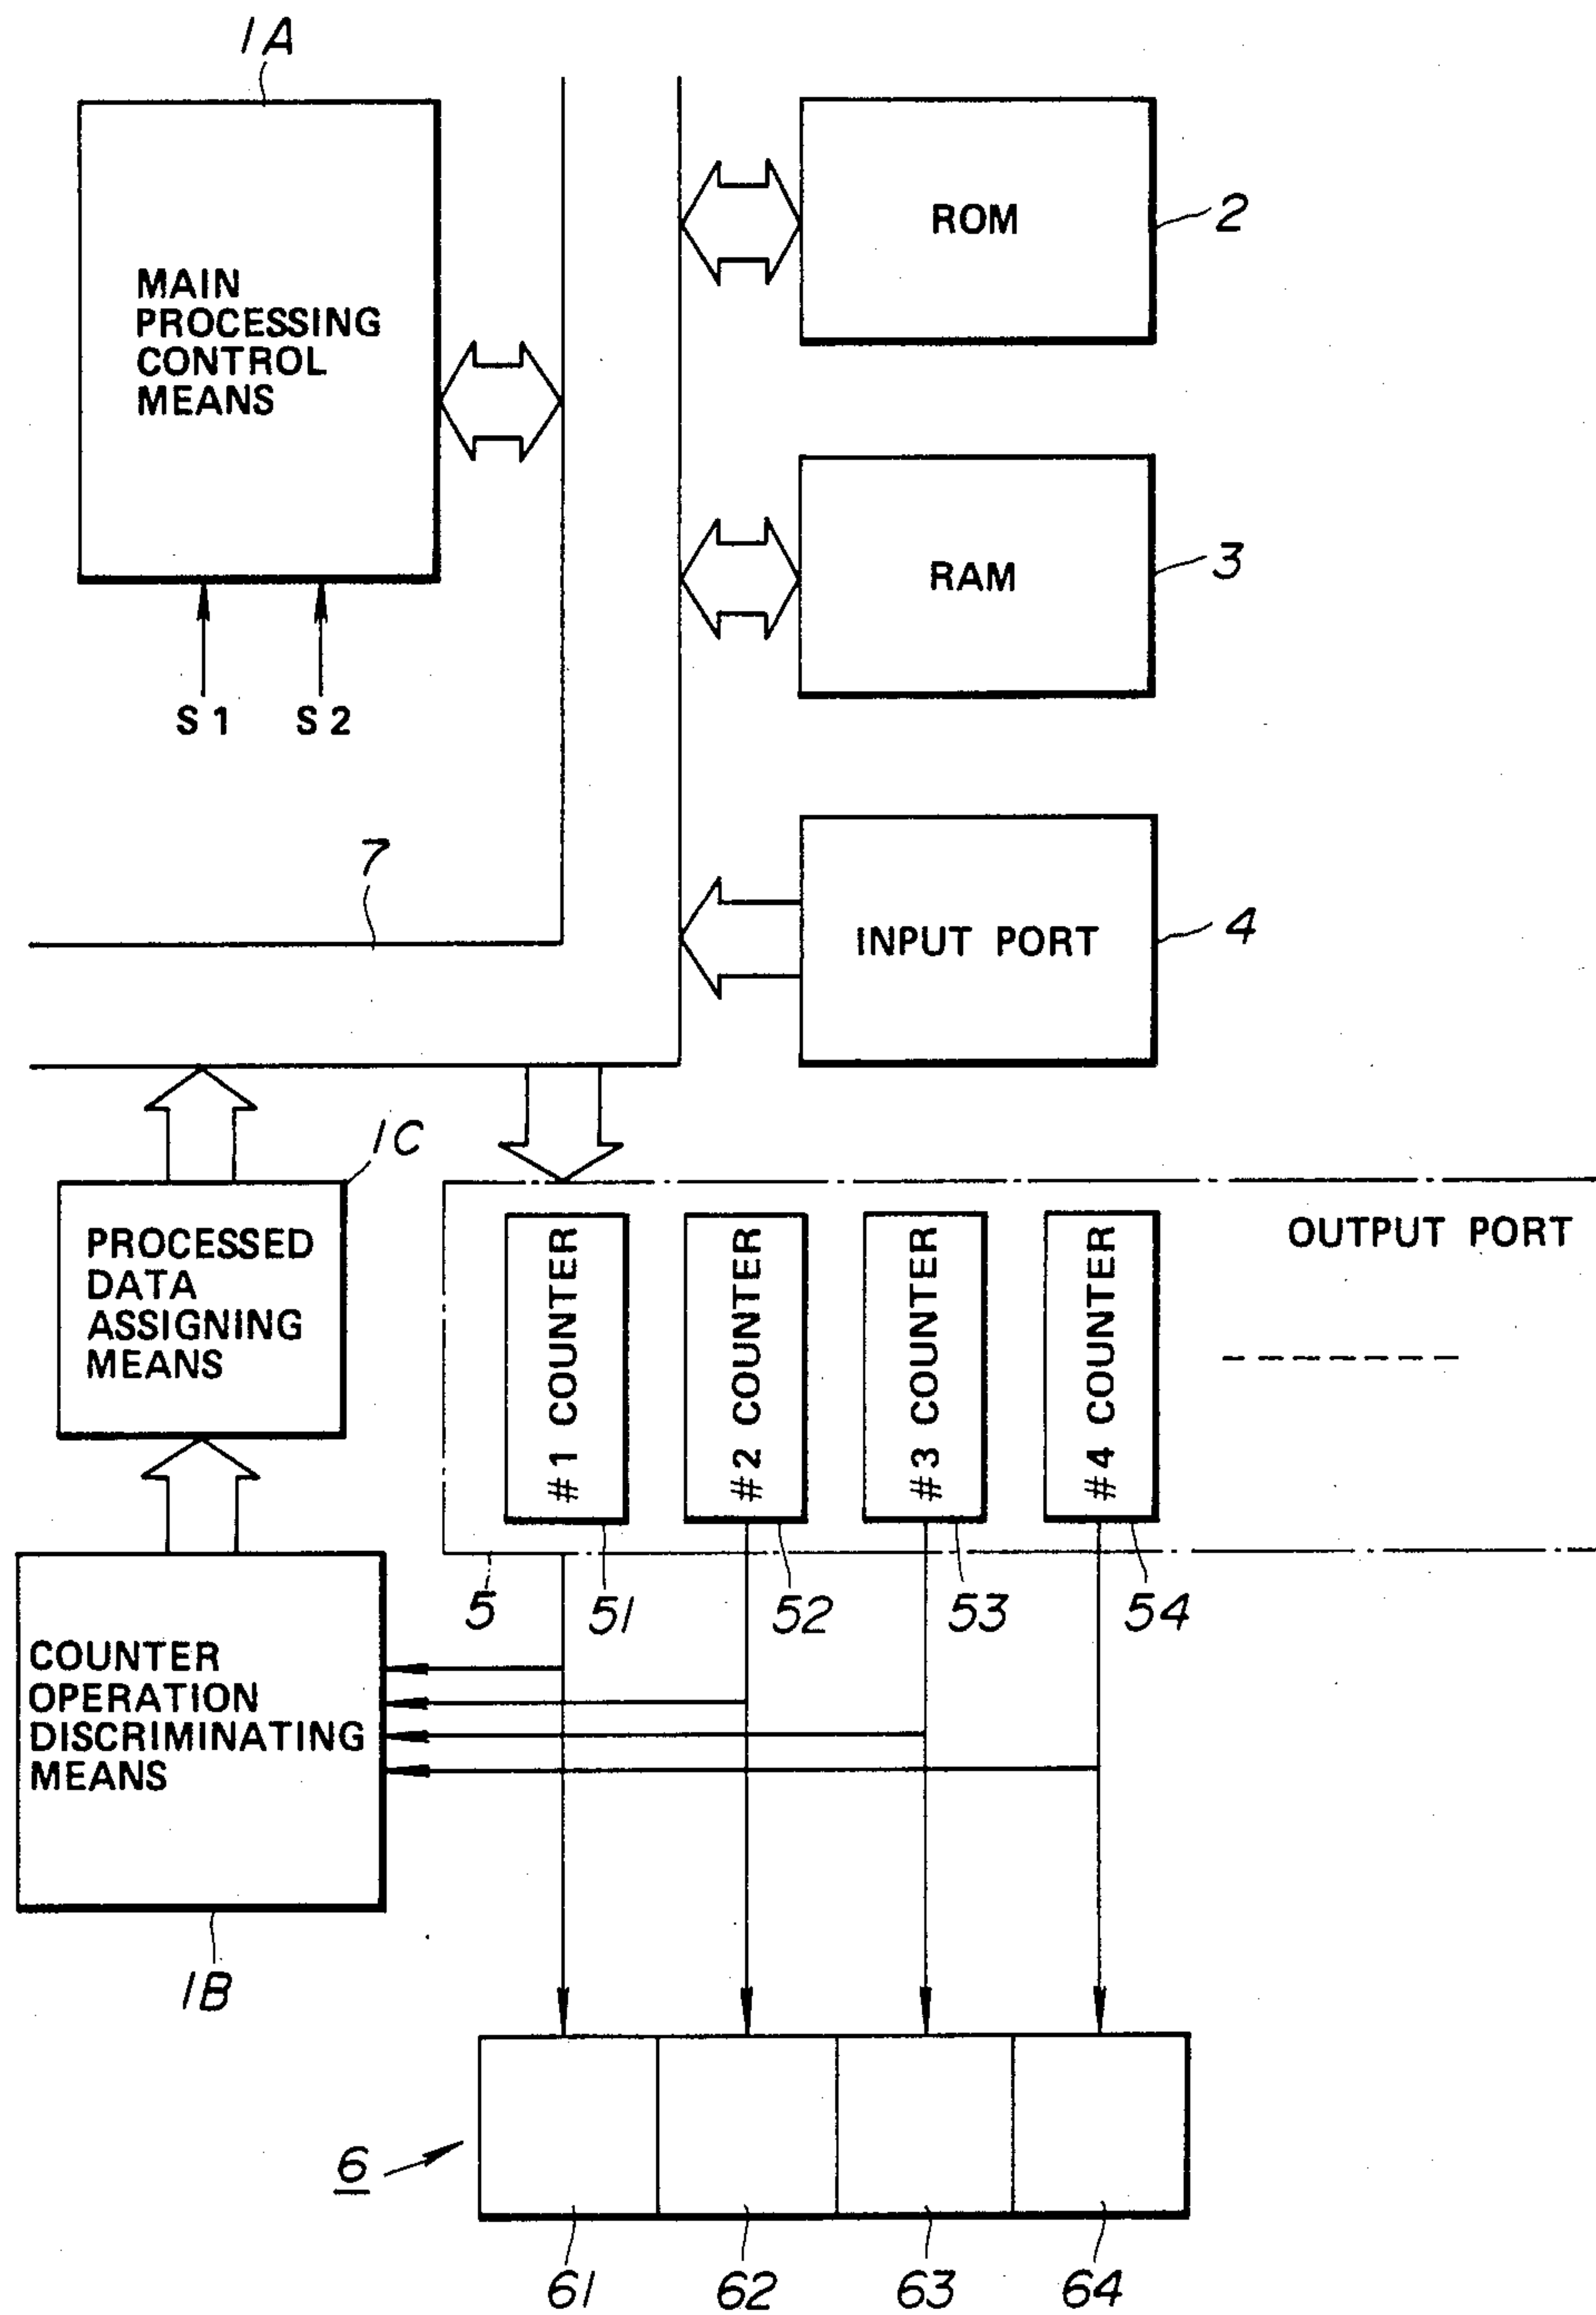 1A
MAIN
PROCESSING
CONTROL
MEANS
S1 S2
ROM
2
RAM
3
7
INPUT PORT
4
1C
PROCESSED
DATA
ASSIGNING
MEANS
OUTPUT PORT
#1 COUNTER
#2 COUNTER
#3 COUNTER
#4 COUNTER
5
51
52
53
54
COUNTER
OPERATION
DISCRIMINATING
MEANS
1B
6
61
62
63
64